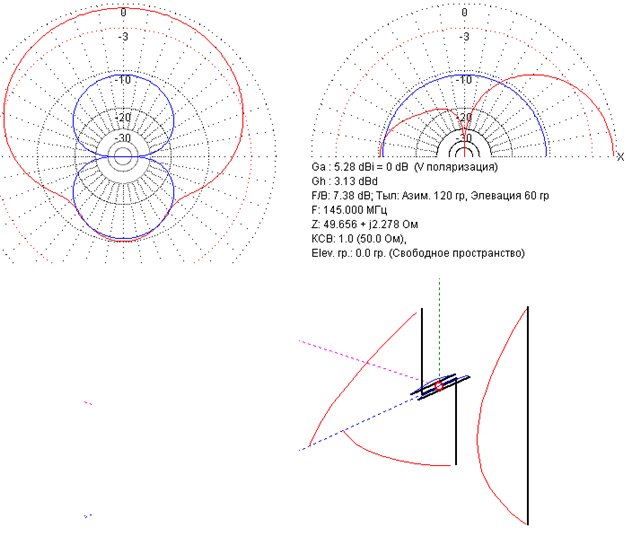 0
-3
-10
-20
-30
0
-3
-10
-20
-30
X
Ga : 5.28 dBi = 0 dB (V поляризация)
Gh : 3.13 dBd
F/B: 7.38 dB; Тыл: Азим. 120 гр, Элевация 60 гр
F: 145.000 МГц
Z: 49.656 + j2.278 Ом
КСВ: 1.0 (50.0 Ом),
Elev. гр.: 0.0 гр. (Свободное пространство)